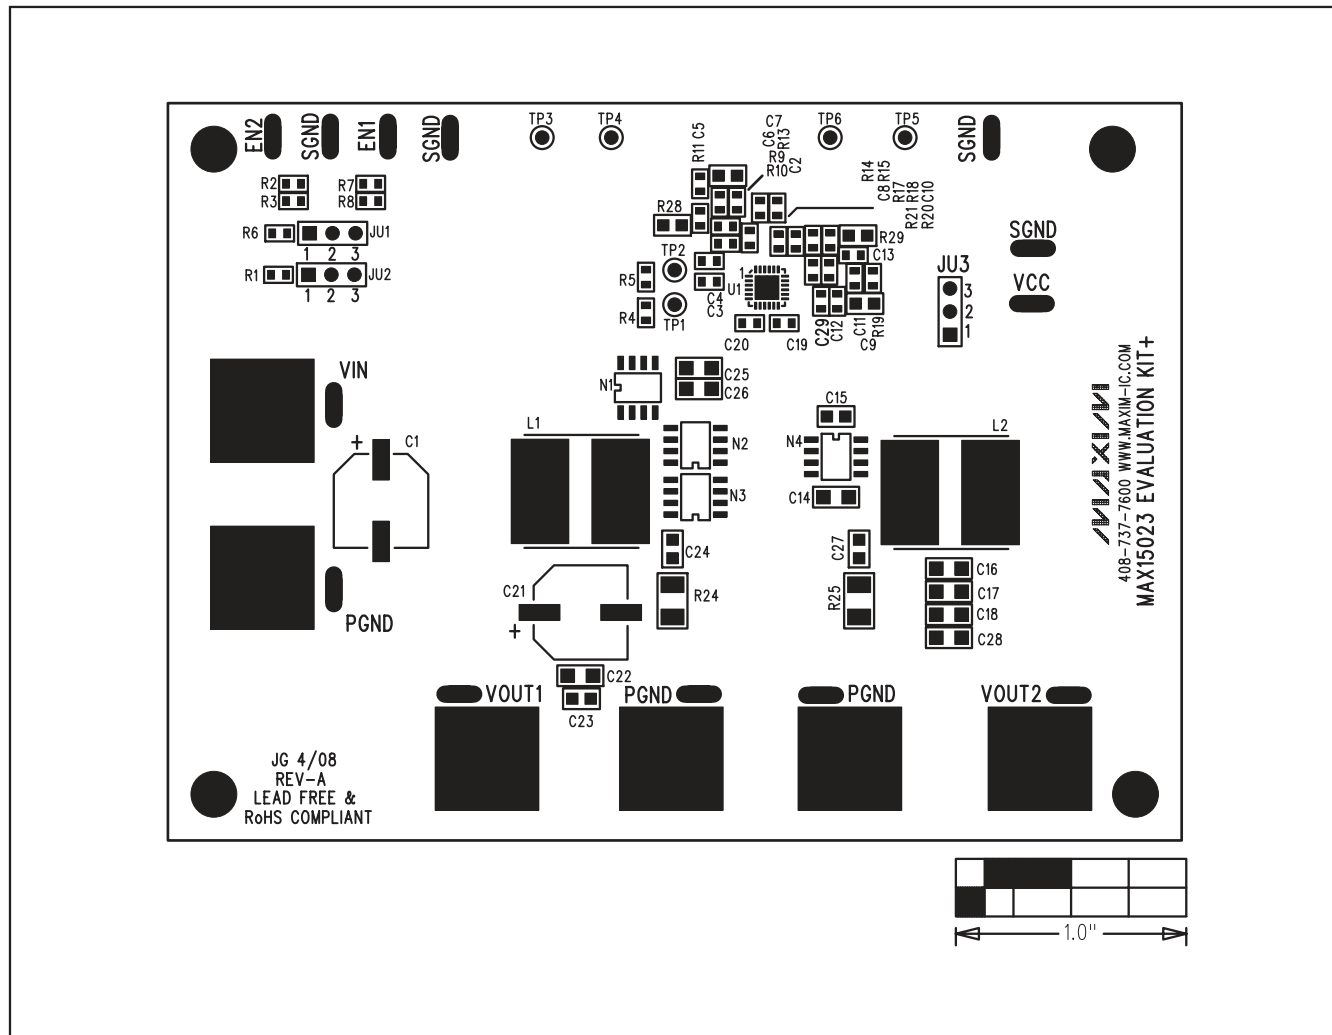 EN2
SGND
EN1
SGND
TP3
TP4
R11 C5
C7
C6 R13
R9
R10 C2
TP6
TP5
SGND
R14
C8 R15
R17
R21 R18
R20 C10
R2
R7
R3
R8
R28
R6
JU1
1 2 3
R29
SGND
C13
TP2
R1
JU2
1 2 3
R5
1
U1
JU3
VCC
3
2
1
C4
C3
R4
TP1
C20
C19
C29
C12
C11
R19
C9
VIN
N1
C25
C26
C15
+
C1
L1
N2
N4
L2
N3
C14
MAXIM
408-737-7600 WWW.MAXIM-IC.COM
MAX15023 EVALUATION KIT+
C24
C27
C16
C21
R24
R25
C17
C18
PGND
+
C28
C22
VOUT1
PGND
PGND
VOUT2
C23
JG 4/08
REV-A
LEAD FREE &
RoHS COMPLIANT
1.0"